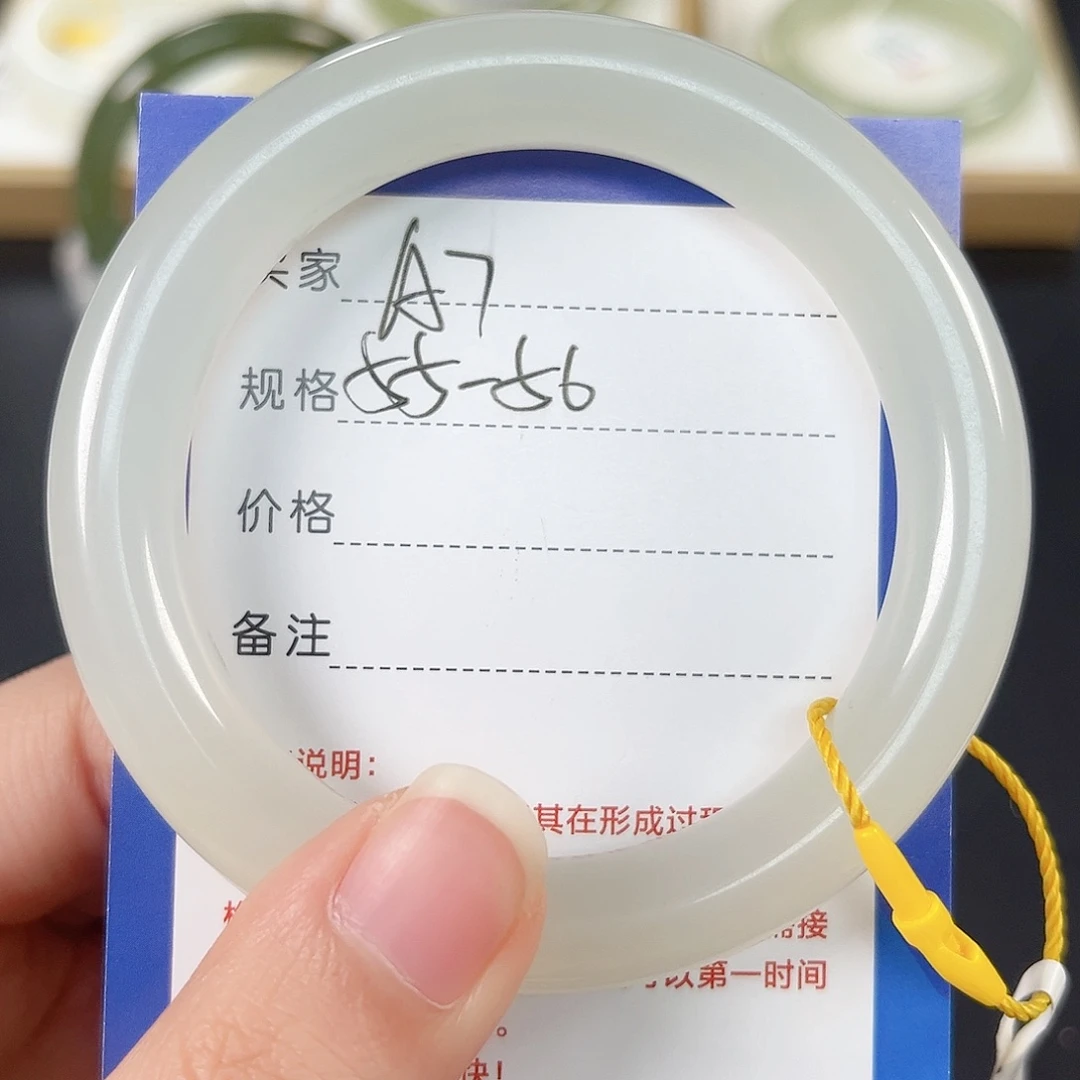 家 A7
规格 55-56
价格
备注
说明：
其在形成过
接
第一时间
。
快！